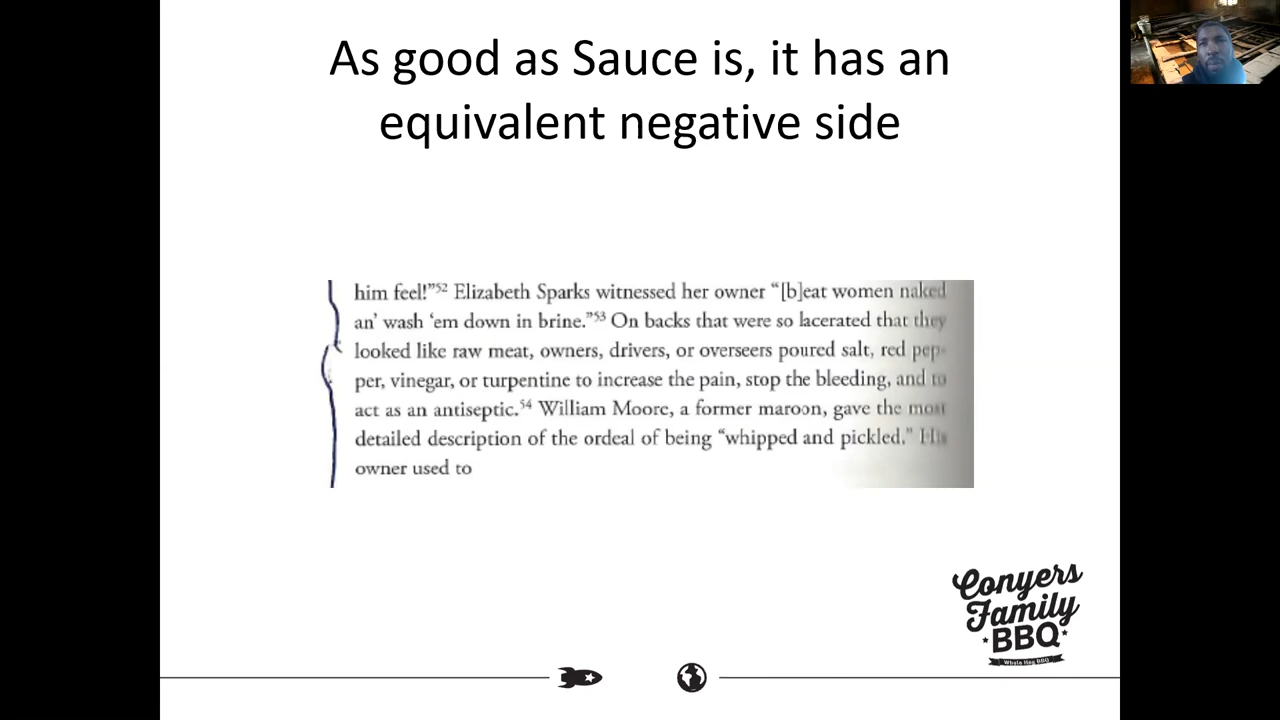 As good as Sauce is, it has an
equivalent negative side
him feel!”52 Elizabeth Sparks witnessed her owner “[b]eat women naked
an’ wash ‘em down in brine.”53 On backs that were so lacerated that they
looked like raw meat, owners, drivers, or overseers poured salt, red pep-
per, vinegar, or turpentine to increase the pain, stop the bleeding, and to
act as an antiseptic.54 William Moore, a former maroon, gave the most
detailed description of the ordeal of being “whipped and pickled.” His
owner used to
Conyers
Family
BBQ
Whole Hog BBQ